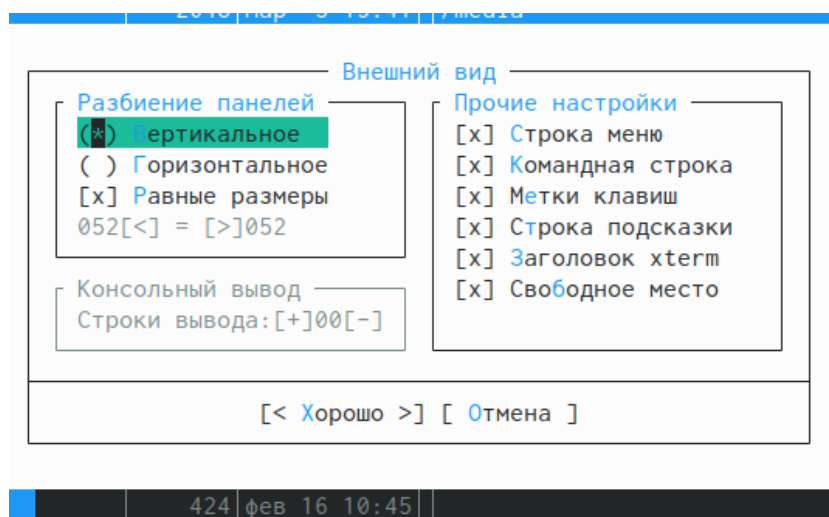 Внешний вид
Разбиение панелей
(*) Вертикальное
( ) Горизонтальное
[x] Равные размеры
052[<] = [>]052
Консольный вывод
Строки вывода:[+]00[-]
Прочие настройки
[x] Строка меню
[x] Командная строка
[x] Метки клавиш
[x] Строка подсказки
[x] Заголовок xterm
[x] Свободное место
[< Хорошо >] [ Отмена ]
424 фев 16 10:45